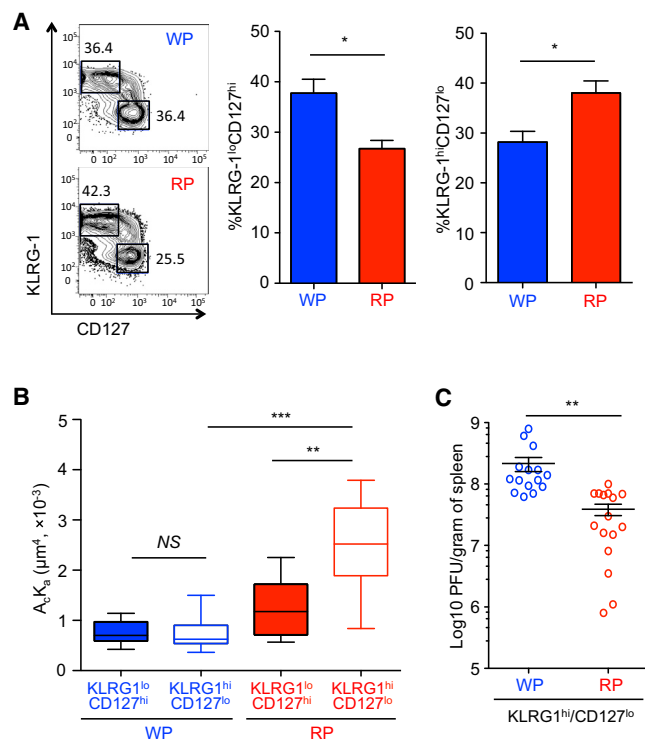 A
WP
36.4
36.4
10⁵
10⁴
10³
10²
0
0 10² 10³ 10⁴ 10⁵
RP
42.3
25.5
10⁵
10⁴
10³
10²
0
0 10² 10³ 10⁴ 10⁵
KLRG-1
CD127
%KLRG-1ˡᵒCD127ʰⁱ
50
40
30
20
10
0
*
WP RP
%KLRG-1ʰⁱCD127ˡᵒ
50
40
30
20
10
0
*
WP RP
B
AcKa (µm⁴, ×10⁻³)
5
4
3
2
1
0
***
**
NS
KLRG1ˡᵒ KLRG1ʰⁱ KLRG1ˡᵒ KLRG1ʰⁱ
CD127ʰⁱ CD127ˡᵒ CD127ʰⁱ CD127ˡᵒ
WP RP
C
Log10 PFU/gram of spleen
9
8
7
6
5
**
WP RP
KLRG1ʰⁱ/CD127ˡᵒ